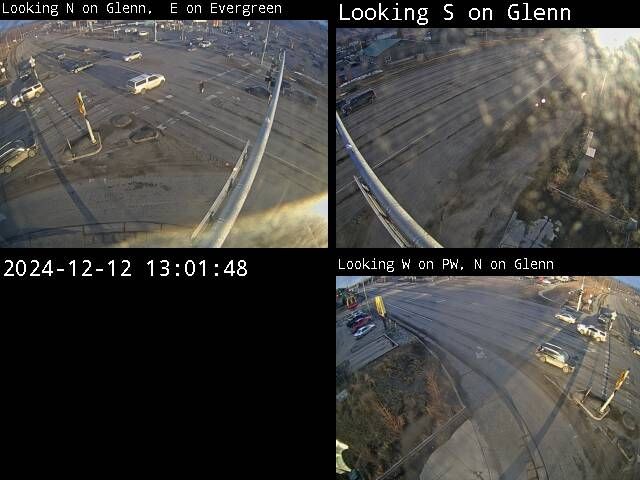 Looking N on Glenn,  E on Evergreen
Looking S on Glenn
2024-12-12 13:01:48
Looking W on PW, N on Glenn